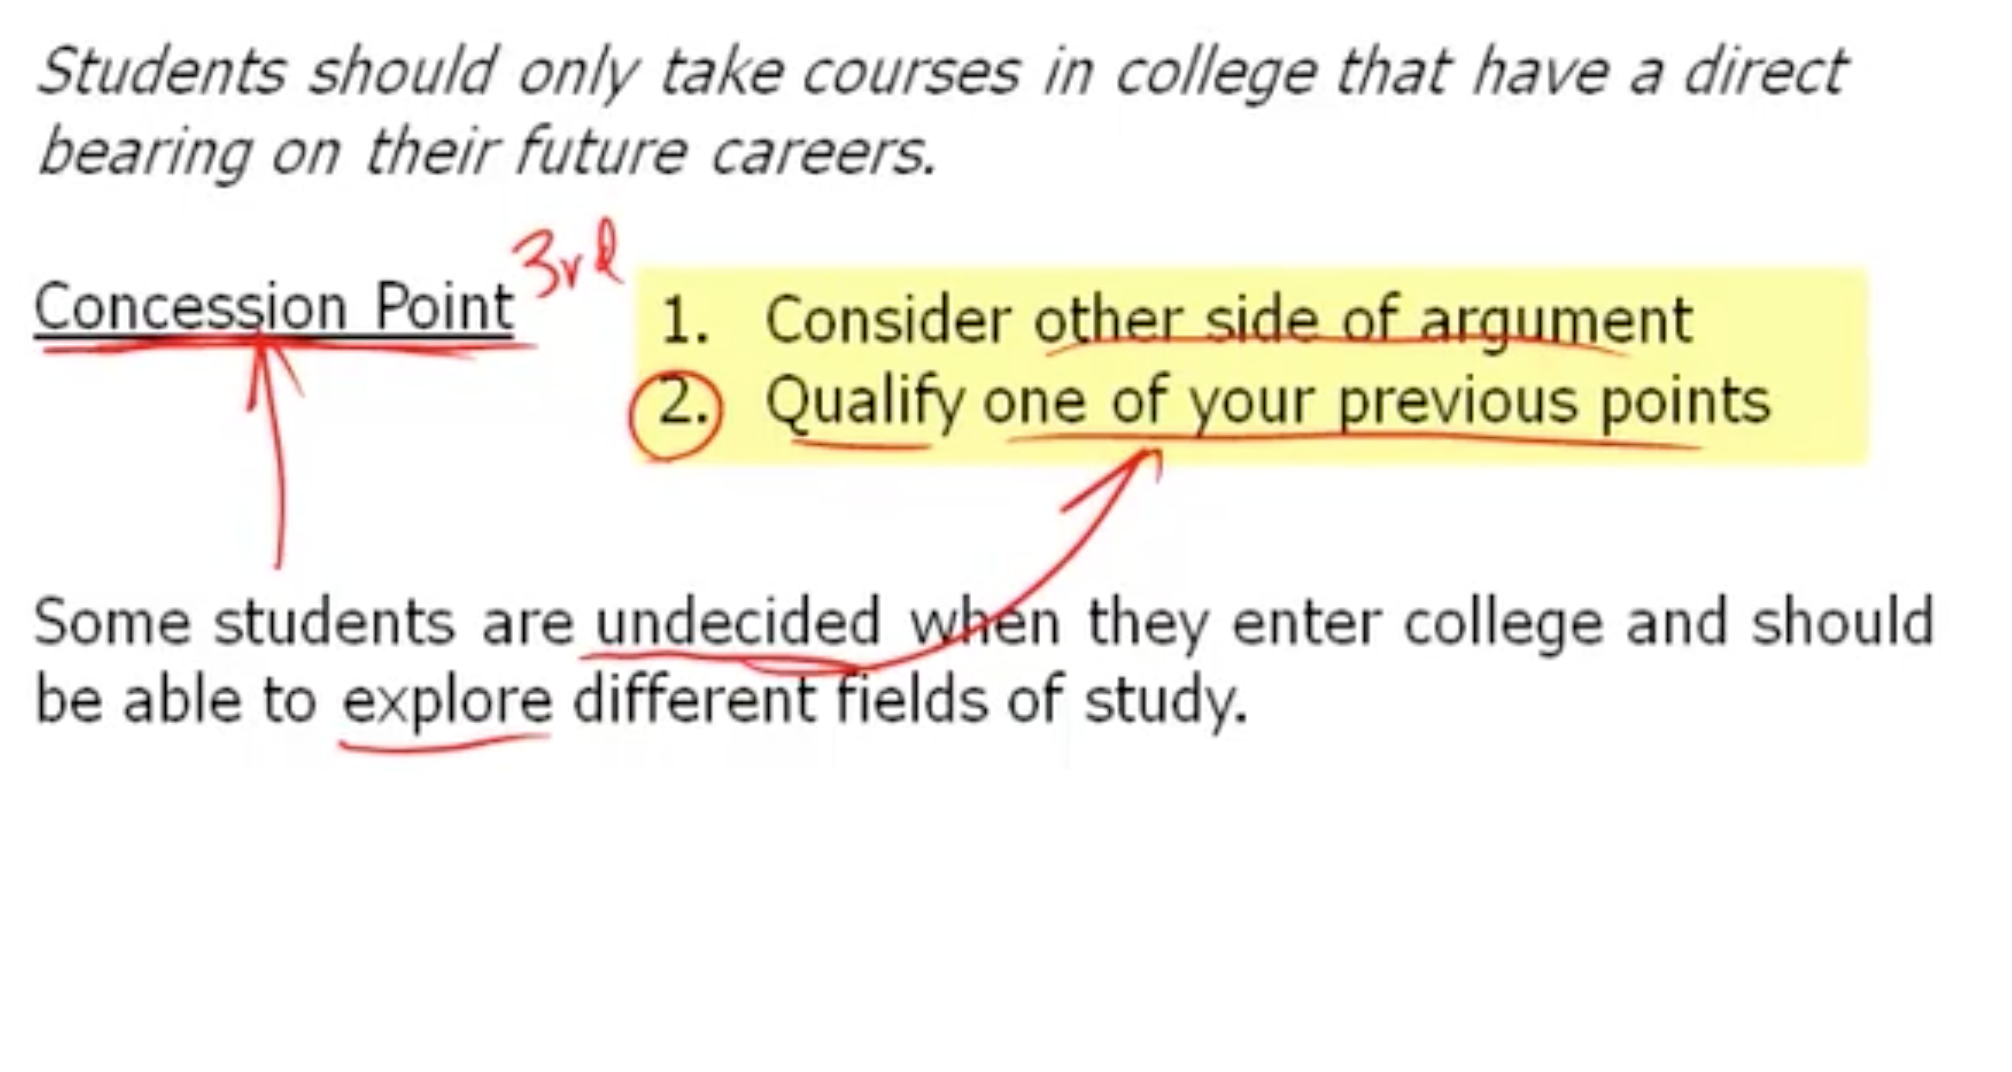 Students should only take courses in college that have a direct
bearing on their future careers.
Concession Point 3rd
1. Consider other side of argument
2. Qualify one of your previous points
Some students are undecided when they enter college and should
be able to explore different fields of study.